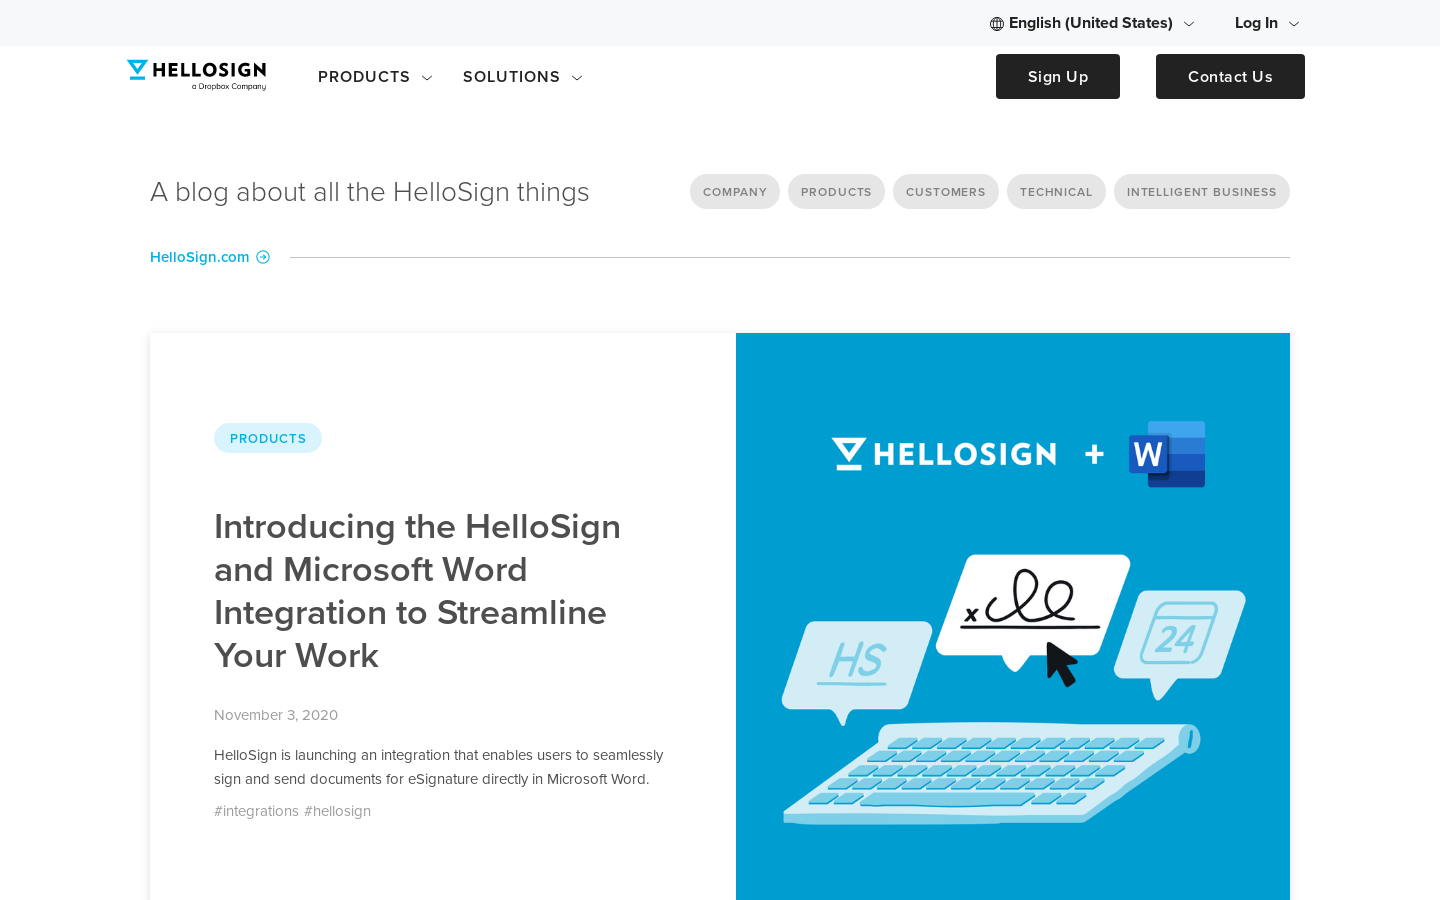 English (United States)
Log In
HELLOSIGN
a Dropbox Company
PRODUCTS
SOLUTIONS
Sign Up
Contact Us
A blog about all the HelloSign things
COMPANY
PRODUCTS
CUSTOMERS
TECHNICAL
INTELLIGENT BUSINESS
HelloSign.com
PRODUCTS
Introducing the HelloSign
and Microsoft Word
Integration to Streamline
Your Work
November 3, 2020
HelloSign is launching an integration that enables users to seamlessly
sign and send documents for eSignature directly in Microsoft Word.
#integrations #hellosign
HELLOSIGN + W
x
HS
24